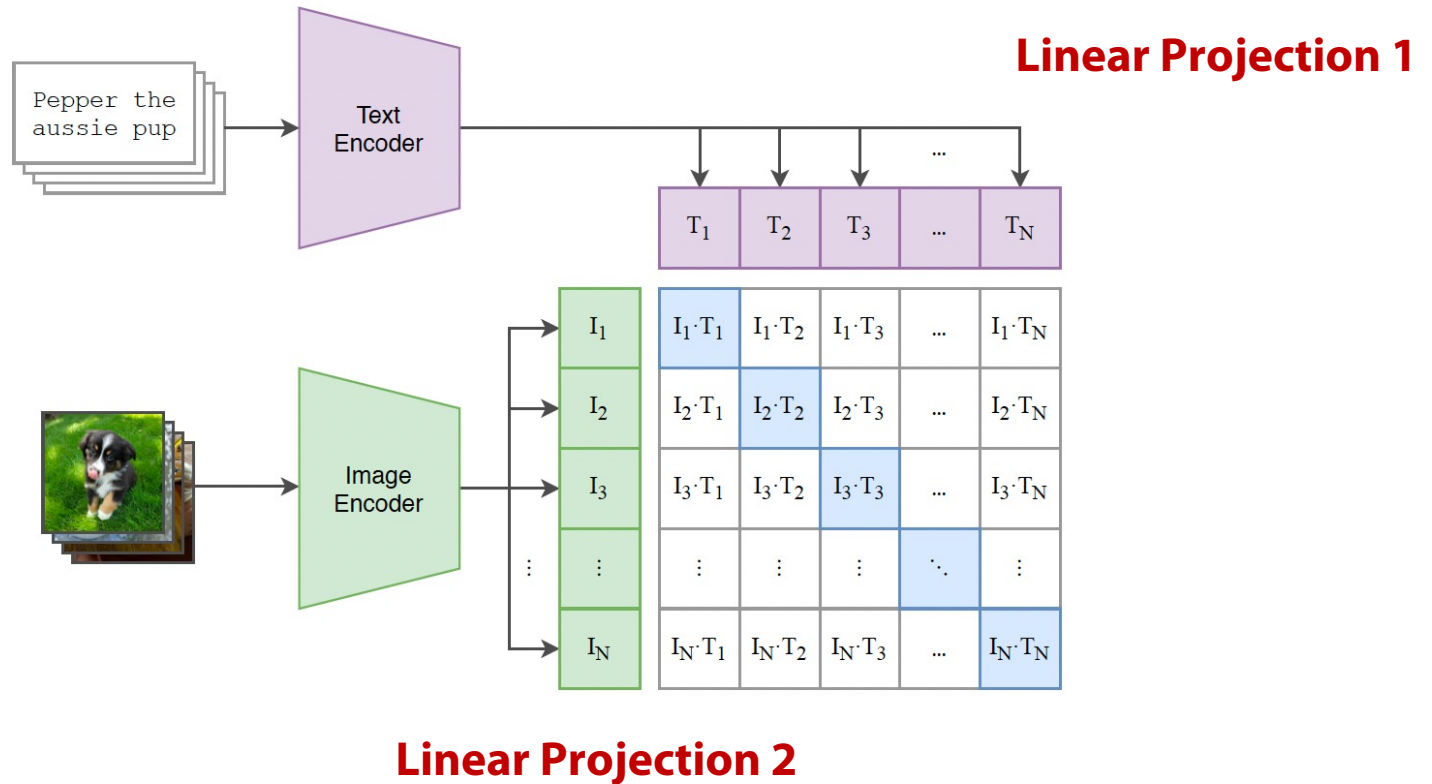 Linear Projection 1
Pepper the
aussie pup
Text
Encoder
...
T1 T2 T3 ... TN
I1 I1·T1 I1·T2 I1·T3 ... I1·TN
I2 I2·T1 I2·T2 I2·T3 ... I2·TN
Image
Encoder
I3 I3·T1 I3·T2 I3·T3 ... I3·TN
⋮ ⋮ ⋮ ⋮ ⋮ ⋱ ⋮
IN IN·T1 IN·T2 IN·T3 ... IN·TN
Linear Projection 2